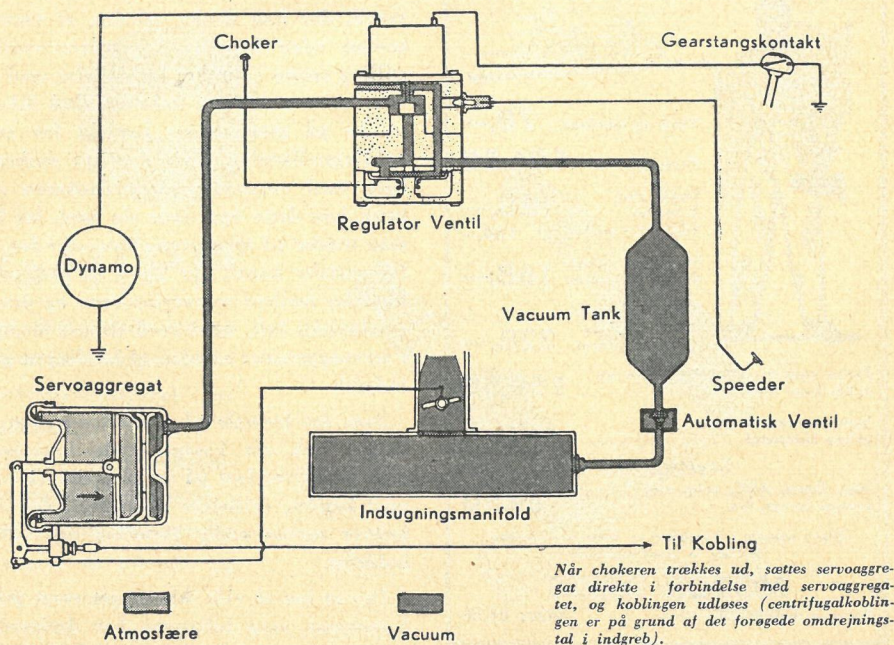 Choker
Gearstangskontakt
Regulator Ventil
Dynamo
Vacuum Tank
Servoaggregat
Speeder
Automatisk Ventil
Indsugningsmanifold
Til Kobling
Når chokeren trækkes ud, sættes servoaggre-
gat direkte i forbindelse med servoaggrega-
tet, og koblingen udløses (centrifugalkoblin-
gen er på grund af det forøgede omdrejnings-
tal i indgreb).
Atmosfære
Vacuum